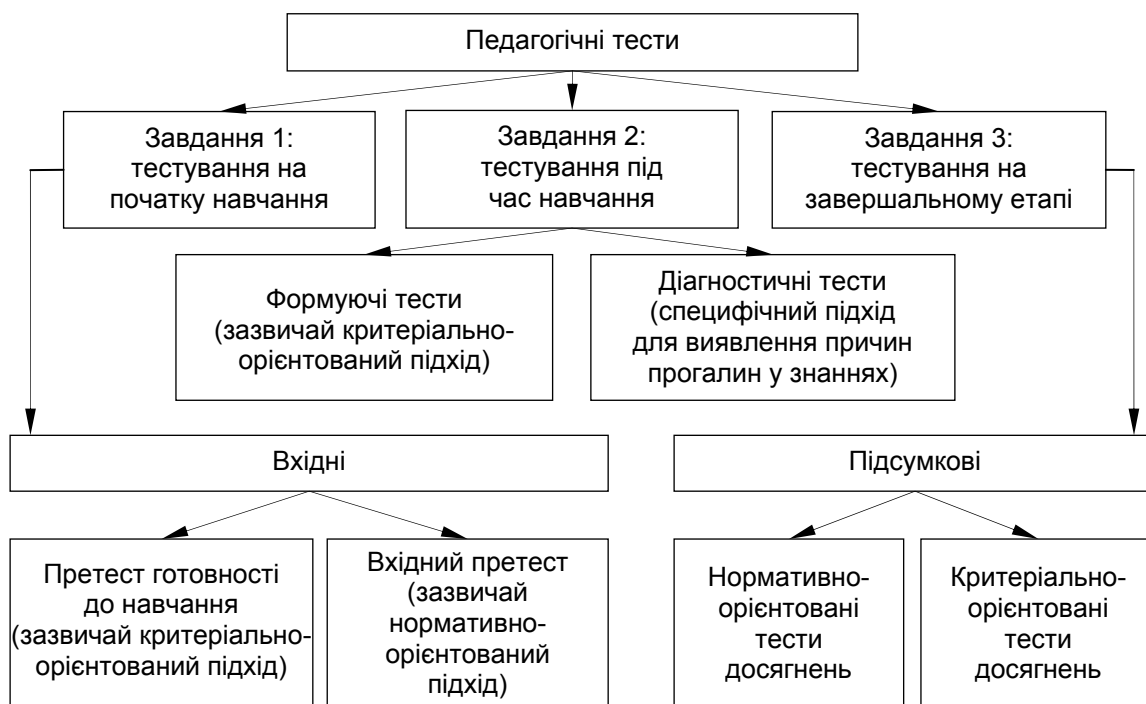 Педагогічні тести
Завдання 1:
тестування на
початку навчання
Завдання 2:
тестування під
час навчання
Завдання 3:
тестування на
завершальному етапі
Формуючі тести
(зазвичай критеріально-
орієнтований підхід)
Діагностичні тести
(специфічний підхід
для виявлення причин
прогалин у знаннях)
Вхідні
Підсумкові
Претест готовності
до навчання
(зазвичай критеріально-
орієнтований підхід)
Вхідний претест
(зазвичай
нормативно-
орієнтований
підхід)
Нормативно-
орієнтовані
тести
досягнень
Критеріально-
орієнтовані
тести
досягнень